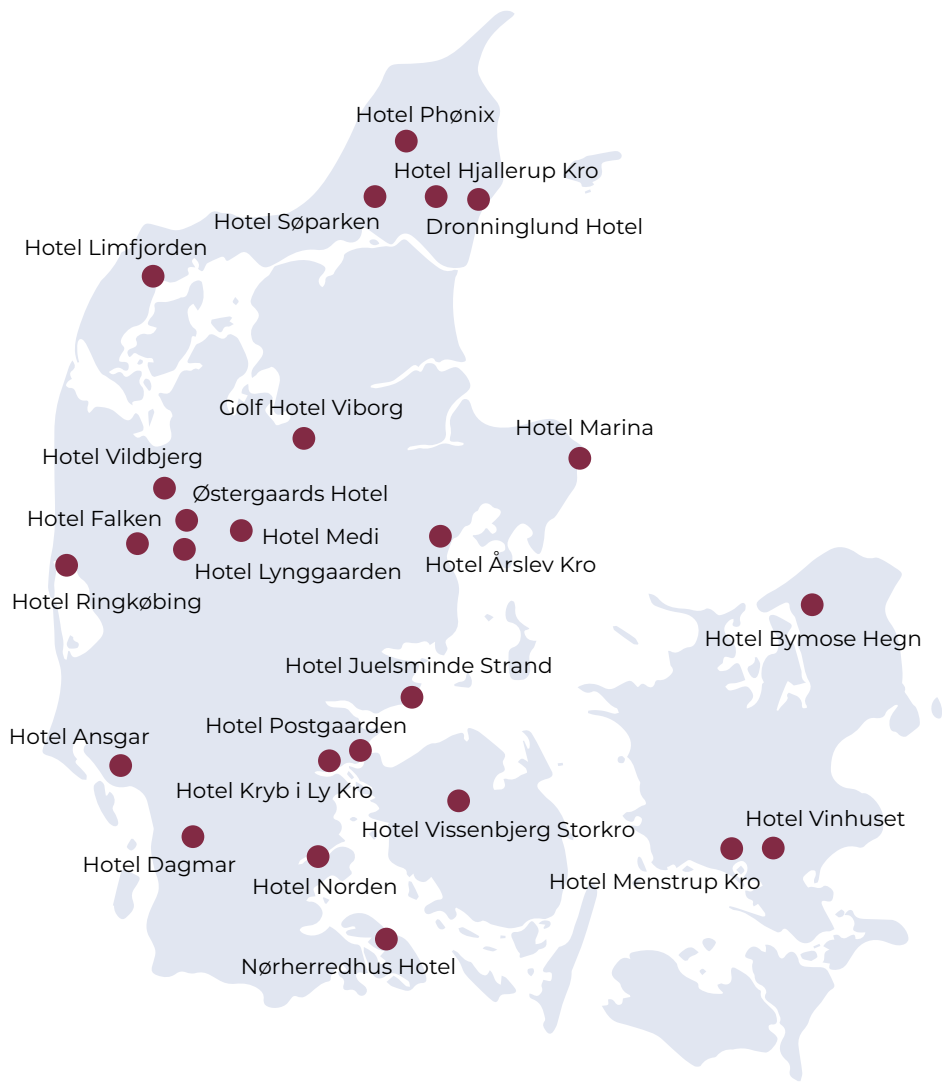 Hotel Phønix
Hotel Hjallerup Kro
Hotel Søparken
Dronninglund Hotel
Hotel Limfjorden
Golf Hotel Viborg
Hotel Marina
Hotel Vildbjerg
Østergaards Hotel
Hotel Falken
Hotel Medi
Hotel Årslev Kro
Hotel Lynggaarden
Hotel Ringkøbing
Hotel Bymose Hegn
Hotel Juelsminde Strand
Hotel Postgaarden
Hotel Ansgar
Hotel Kryb i Ly Kro
Hotel Vinhuset
Hotel Vissenbjerg Storkro
Hotel Dagmar
Hotel Menstrup Kro
Hotel Norden
Nørherredhus Hotel